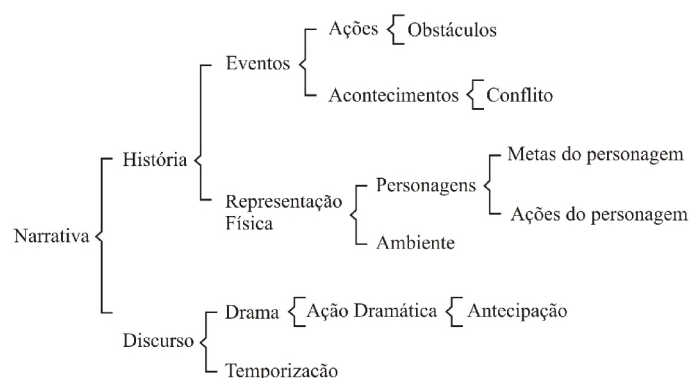 Ações
Obstáculos
Eventos
Acontecimentos
Conflito
História
Metas do personagem
Personagens
Representação
Física
Ações do personagem
Narrativa
Ambiente
Drama
Ação Dramática
Antecipação
Discurso
Temporização